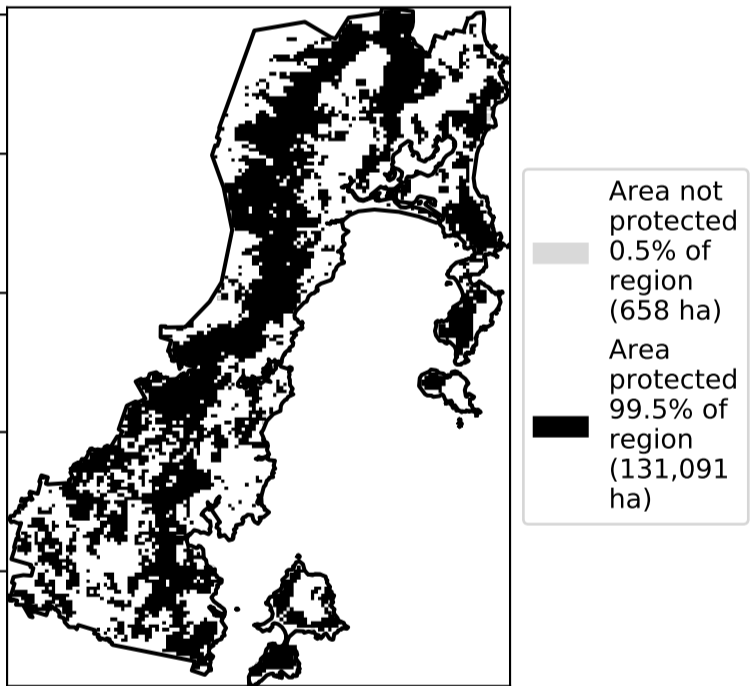 Area not
protected
0.5% of
region
(658 ha)
Area
protected
99.5% of
region
(131,091
ha)